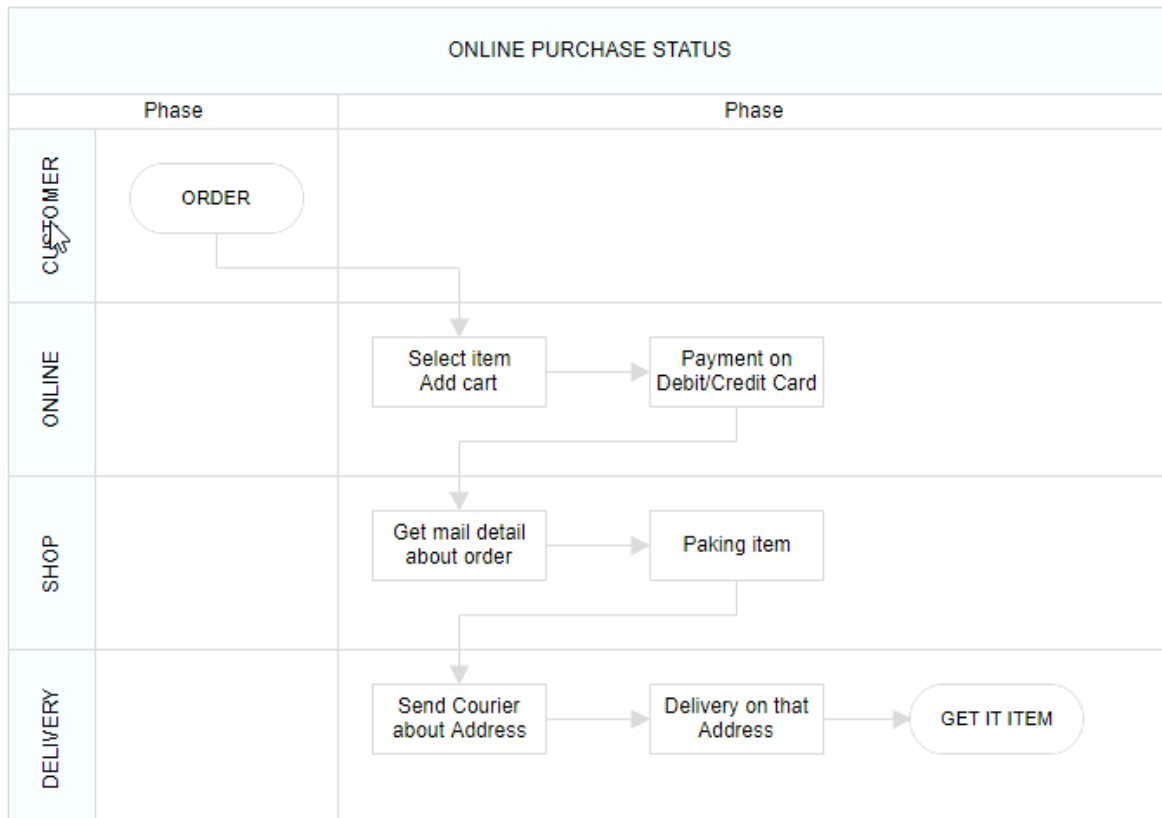 ONLINE PURCHASE STATUS
Phase
Phase
CUSTOMER
ORDER
ONLINE
Select item
Add cart
Payment on
Debit/Credit Card
SHOP
Get mail detail
about order
Paking item
DELIVERY
Send Courier
about Address
Delivery on that
Address
GET IT ITEM